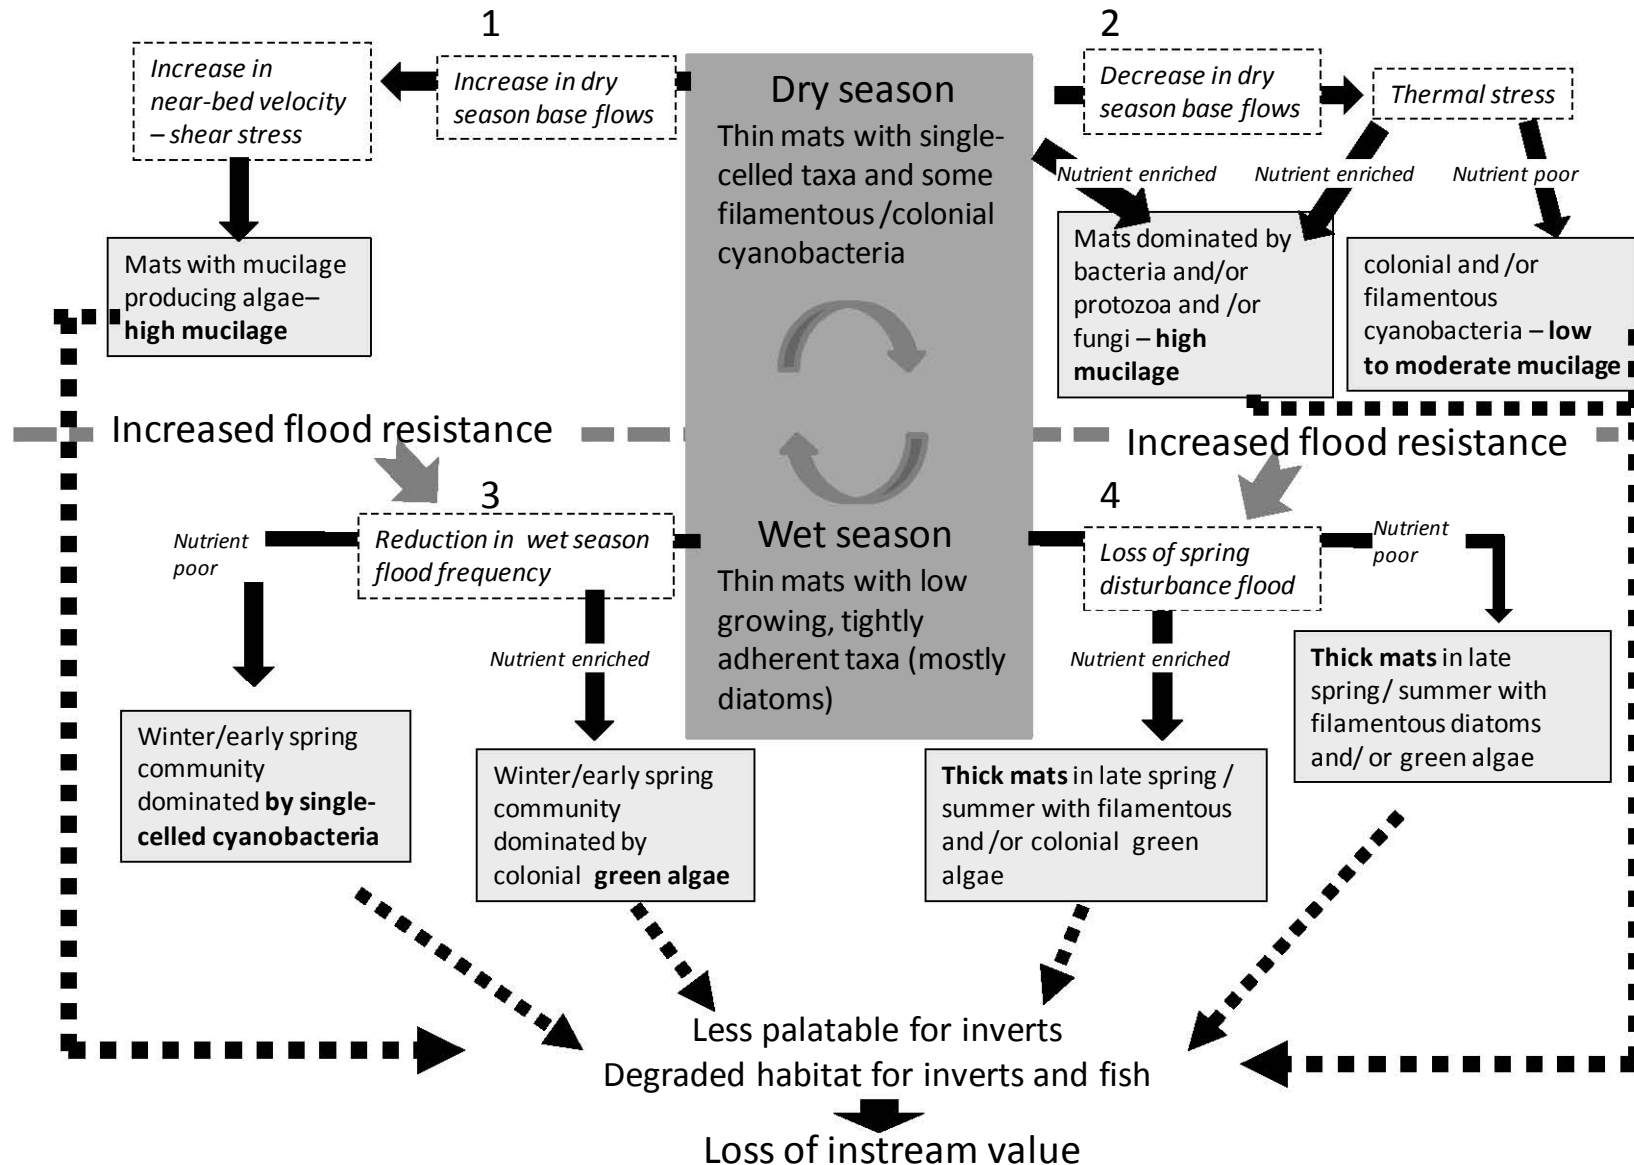 1
Increase in
near-bed velocity
– shear stress
Increase in dry
season base flows
Mats with mucilage
producing algae–
high mucilage
Dry season
Thin mats with single-
celled taxa and some
filamentous /colonial
cyanobacteria
2
Decrease in dry
season base flows
Thermal stress
Nutrient enriched
Nutrient enriched
Nutrient poor
Mats dominated by
bacteria and/or
protozoa and /or
fungi – high
mucilage
colonial and /or
filamentous
cyanobacteria – low
to moderate mucilage
Increased flood resistance
Increased flood resistance
3
Reduction in wet season
flood frequency
Nutrient
poor
Nutrient enriched
Winter/early spring
community
dominated by single-
celled cyanobacteria
Winter/early spring
community
dominated by
colonial green algae
Wet season
Thin mats with low
growing, tightly
adherent taxa (mostly
diatoms)
4
Loss of spring
disturbance flood
Nutrient
poor
Nutrient enriched
Thick mats in late spring /
summer with filamentous
and /or colonial green
algae
Thick mats in late
spring/ summer with
filamentous diatoms
and/ or green algae
Less palatable for inverts
Degraded habitat for inverts and fish
Loss of instream value